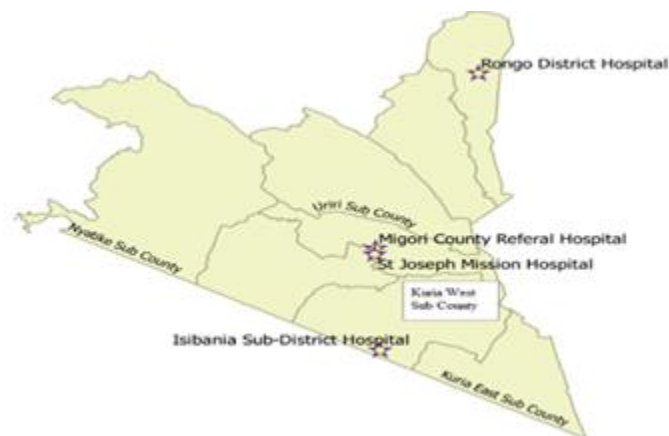 Rongo District Hospital
Uriri Sub County
Nyatike Sub County
Migori County Referal Hospital
St Joseph Mission Hospital
Kuria West
Sub County
Isibania Sub-District Hospital
Kuria East Sub County